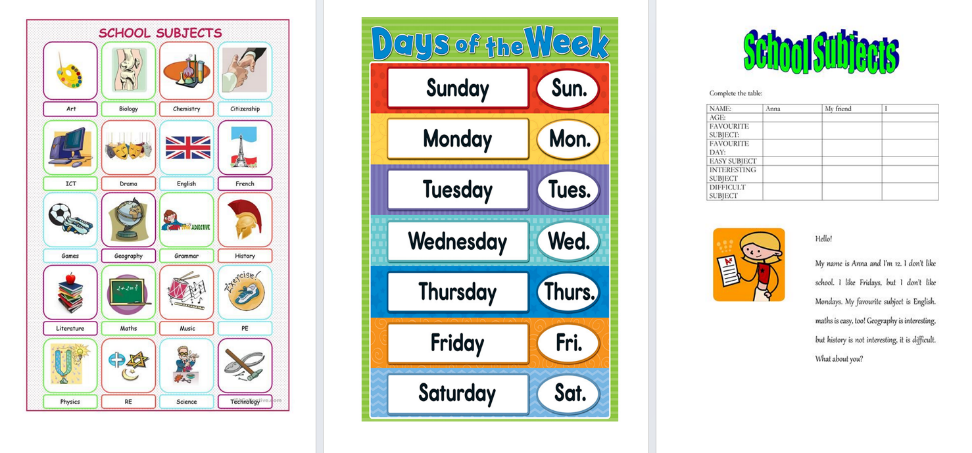 SCHOOL SUBJECTS
Art Biology Chemistry Citizenship
ICT Drama English French
ADJECTIVE
Games Geography Grammar History
2+2=4
Exercise!
Literature Maths Music PE
Physics RE Science Technology
Days of the Week
Sunday Sun.
Monday Mon.
Tuesday Tues.
Wednesday Wed.
Thursday Thurs.
Friday Fri.
Saturday Sat.
School Subjects
Complete the table:
NAME: Anna My friend I
AGE:
FAVOURITE
SUBJECT:
FAVOURITE
DAY:
EASY SUBJECT
INTERESTING
SUBJECT
DIFFICULT
SUBJECT
Hello!
My name is Anna and I'm 12. I don't like
school. I like Fridays, but I don't like
Mondays. My favourite subject is English,
maths is easy, too! Geography is interesting,
but history is not interesting, it is difficult.
What about you?